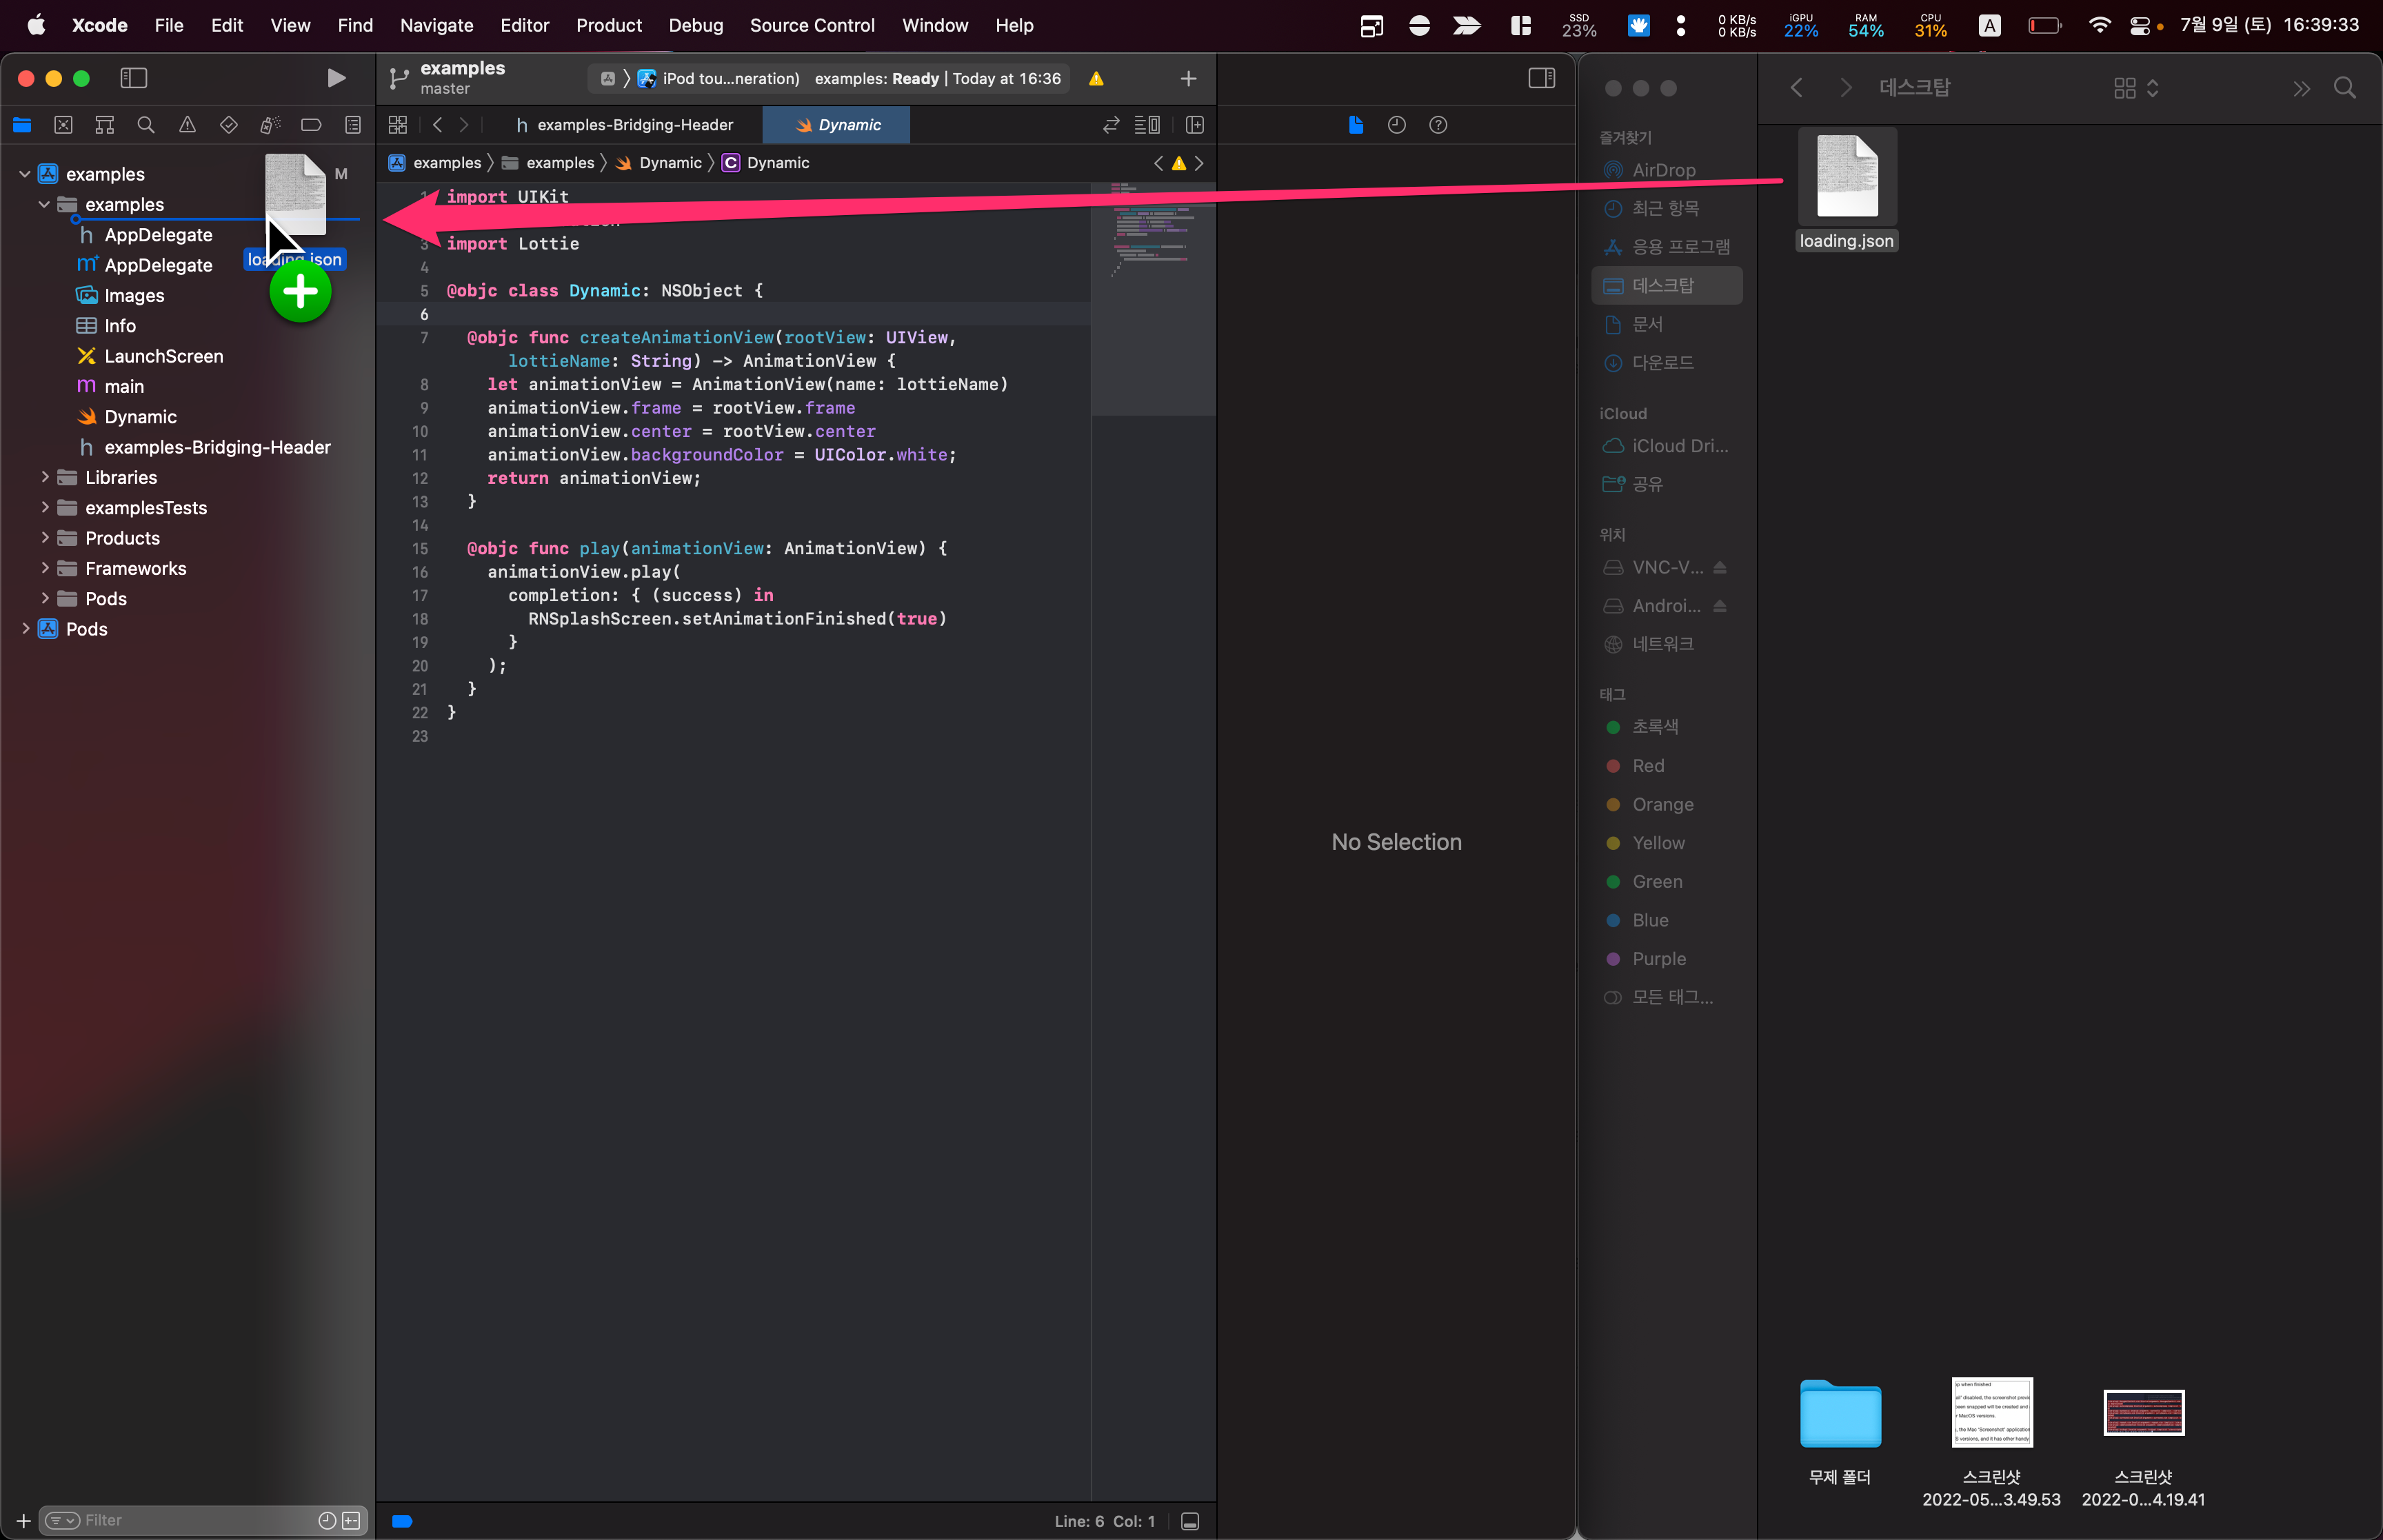 Xcode File Edit View Find Navigate Editor Product Debug Source Control Window Help
SSD 23%
0 KB/s
0 KB/s
iGPU 22%
RAM 54%
CPU 31%
A
7월 9일 (토) 16:39:33
examples
master
iPod tou...neration) examples: Ready | Today at 16:36
examples-Bridging-Header
Dynamic
examples
M
examples
AppDelegate
AppDelegate
Images
Info
LaunchScreen
main
Dynamic
examples-Bridging-Header
Libraries
examplesTests
Products
Frameworks
Pods
Pods
loading.json
Filter
examples examples Dynamic C Dynamic
1 import UIKit
3 import Lottie
4
5 @objc class Dynamic: NSObject {
6
7 @objc func createAnimationView(rootView: UIView,
lottieName: String) -> AnimationView {
8 let animationView = AnimationView(name: lottieName)
9 animationView.frame = rootView.frame
10 animationView.center = rootView.center
11 animationView.backgroundColor = UIColor.white;
12 return animationView;
13 }
14
15 @objc func play(animationView: AnimationView) {
16 animationView.play(
17 completion: { (success) in
18 RNSplashScreen.setAnimationFinished(true)
19 }
20 );
21 }
22 }
23
Line: 6 Col: 1
No Selection
데스크탑
즐겨찾기
AirDrop
최근 항목
응용 프로그램
데스크탑
문서
다운로드
iCloud
iCloud Dri...
공유
위치
VNC-V...
Androi...
네트워크
태그
초록색
Red
Orange
Yellow
Green
Blue
Purple
모든 태그...
loading.json
무제 폴더
스크린샷
2022-05...3.49.53
스크린샷
2022-0...4.19.41